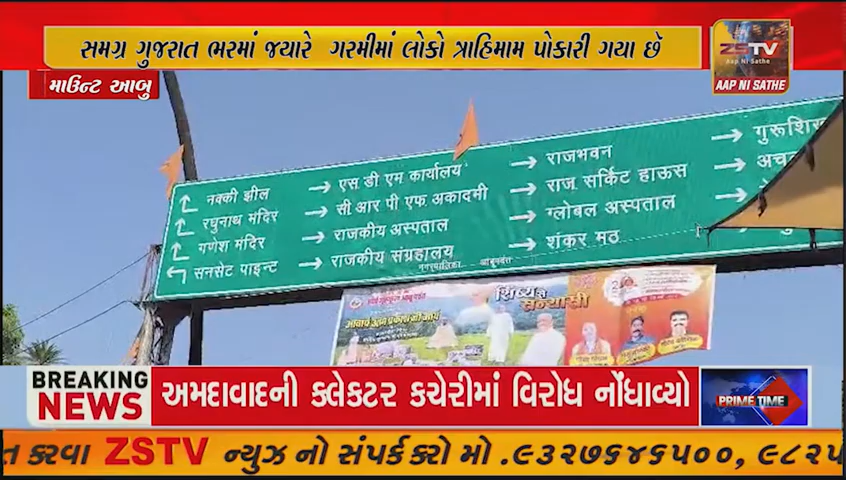 સમગ્ર ગુજરાત ભરમાં જયારે ગરમીમાં લોકો ત્રાહિમામ પોકારી ગયા છે
ZSTV
Aap Ni Sathe
AAP NI SATHE
માઉન્ટ આબુ
नक्की झील
रघुनाथ मंदिर
गणेश मंदिर
सनसेट पाइन्ट
एस डी एम कार्यालय
सी आर पी एफ अकादमी
राजकीय अस्पताल
राजकीय संग्रहालय
राजभवन
राज सर्किट हाऊस
ग्लोबल अस्पताल
शंकर मठ
नगरपालिका
BREAKING NEWS
અમદાવાદની ક્લેકટર કચેરીમાં વિરોધ નોંધાવ્યો
PRIME TIME
ત કરવા ZSTV ન્યુઝ નો સંપર્ક કરો મો .૯૩૨૭૬૪૬૫૦૦, ૯૮૨૫